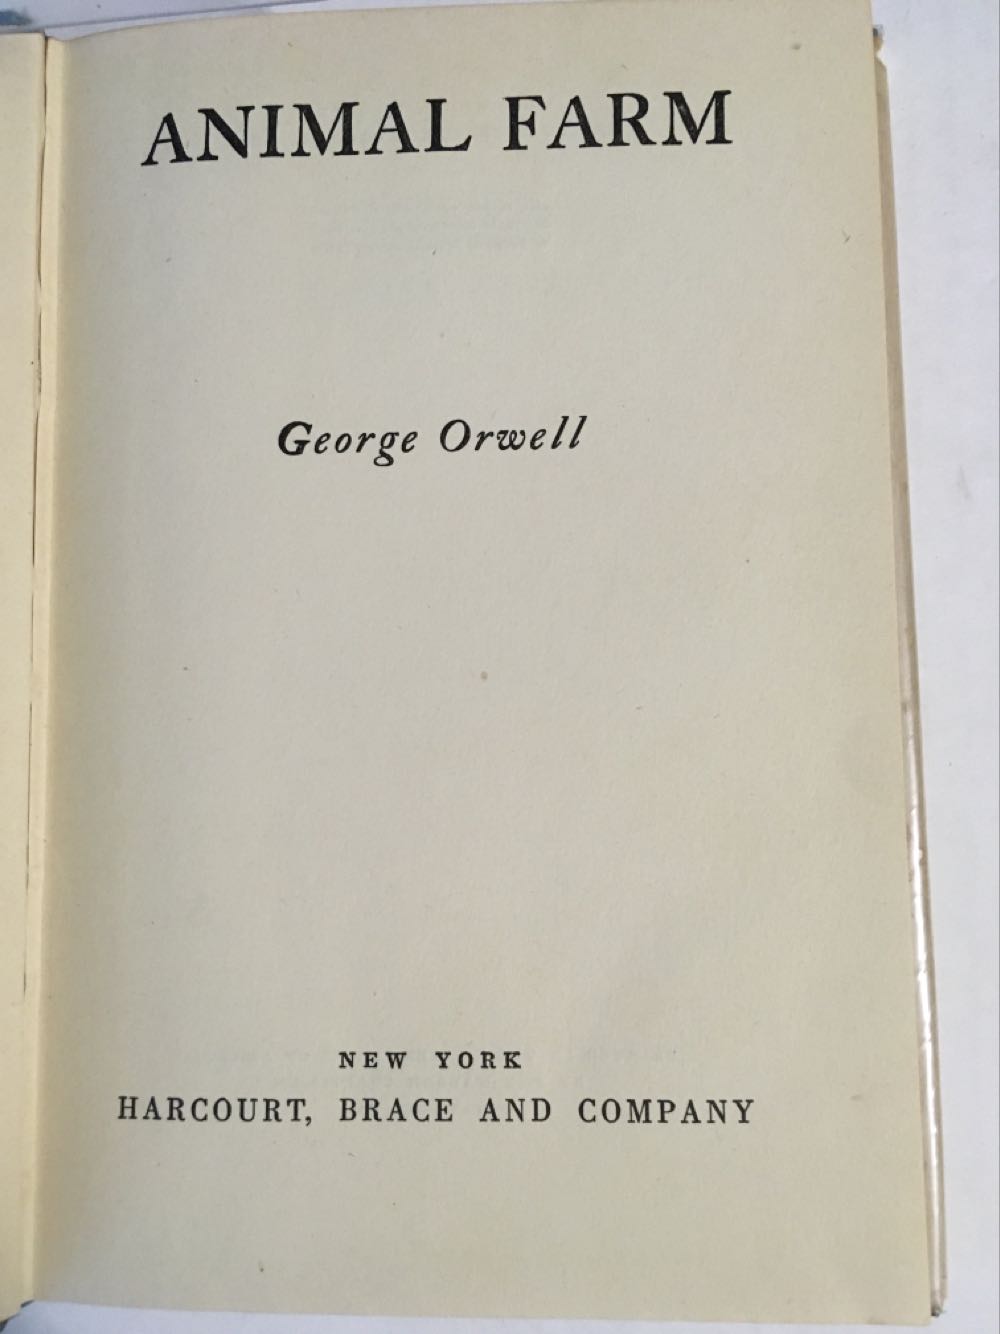 ANIMAL FARM
George Orwell
NEW YORK
HARCOURT, BRACE AND COMPANY